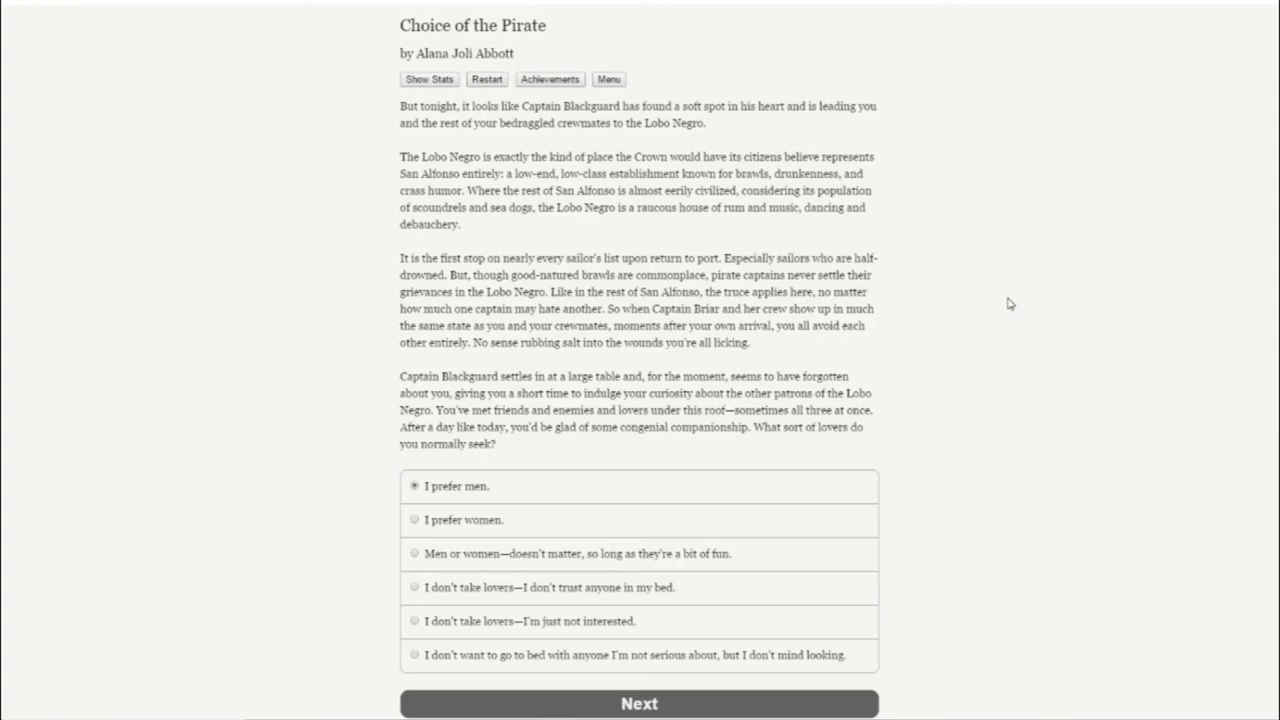 Choice of the Pirate
by Alana Joli Abbott
Show Stats Restart Achievements Menu
But tonight, it looks like Captain Blackguard has found a soft spot in his heart and is leading you
and the rest of your bedraggled crewmates to the Lobo Negro.
The Lobo Negro is exactly the kind of place the Crown would have its citizens believe represents
San Alfonso entirely: a low-end, low-class establishment known for brawls, drunkenness, and
crass humor. Where the rest of San Alfonso is almost eerily civilized, considering its population
of scoundrels and sea dogs, the Lobo Negro is a raucous house of rum and music, dancing and
debauchery.
It is the first stop on nearly every sailor's list upon return to port. Especially sailors who are half-
drowned. But, though good-natured brawls are commonplace, pirate captains never settle their
grievances in the Lobo Negro. Like in the rest of San Alfonso, the truce applies here, no matter
how much one captain may hate another. So when Captain Briar and her crew show up in much
the same state as you and your crewmates, moments after your own arrival, you all avoid each
other entirely. No sense rubbing salt into the wounds you're all licking.
Captain Blackguard settles in at a large table and, for the moment, seems to have forgotten
about you, giving you a short time to indulge your curiosity about the other patrons of the Lobo
Negro. You've met friends and enemies and lovers under this roof—sometimes all three at once.
After a day like today, you'd be glad of some congenial companionship. What sort of lovers do
you normally seek?
I prefer men.
I prefer women.
Men or women—doesn't matter, so long as they're a bit of fun.
I don't take lovers—I don't trust anyone in my bed.
I don't take lovers—I'm just not interested.
I don't want to go to bed with anyone I'm not serious about, but I don't mind looking.
Next